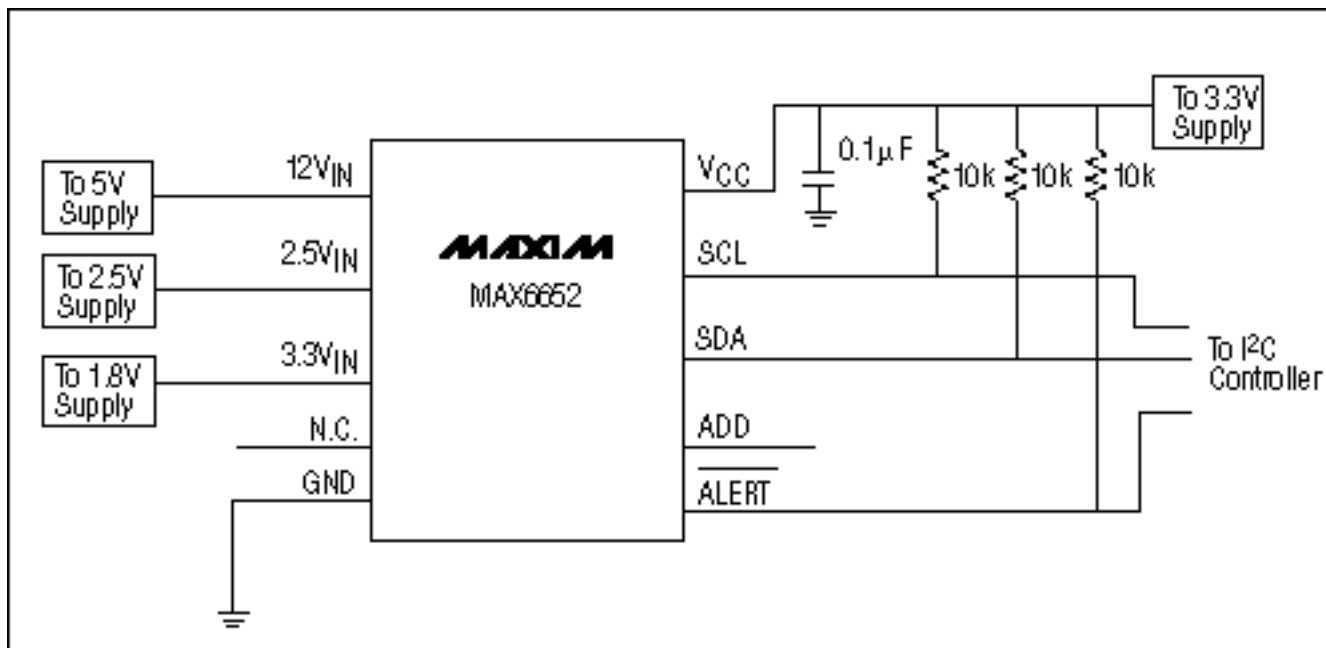 To 5V
Supply
12VIN
To 2.5V
Supply
2.5VIN
To 1.8V
Supply
3.3VIN
N.C.
GND
MAXIM
MAX6652
VCC
SCL
SDA
ADD
ALERT
0.1µF
10k
10k
10k
To 3.3V
Supply
To I²C
Controller